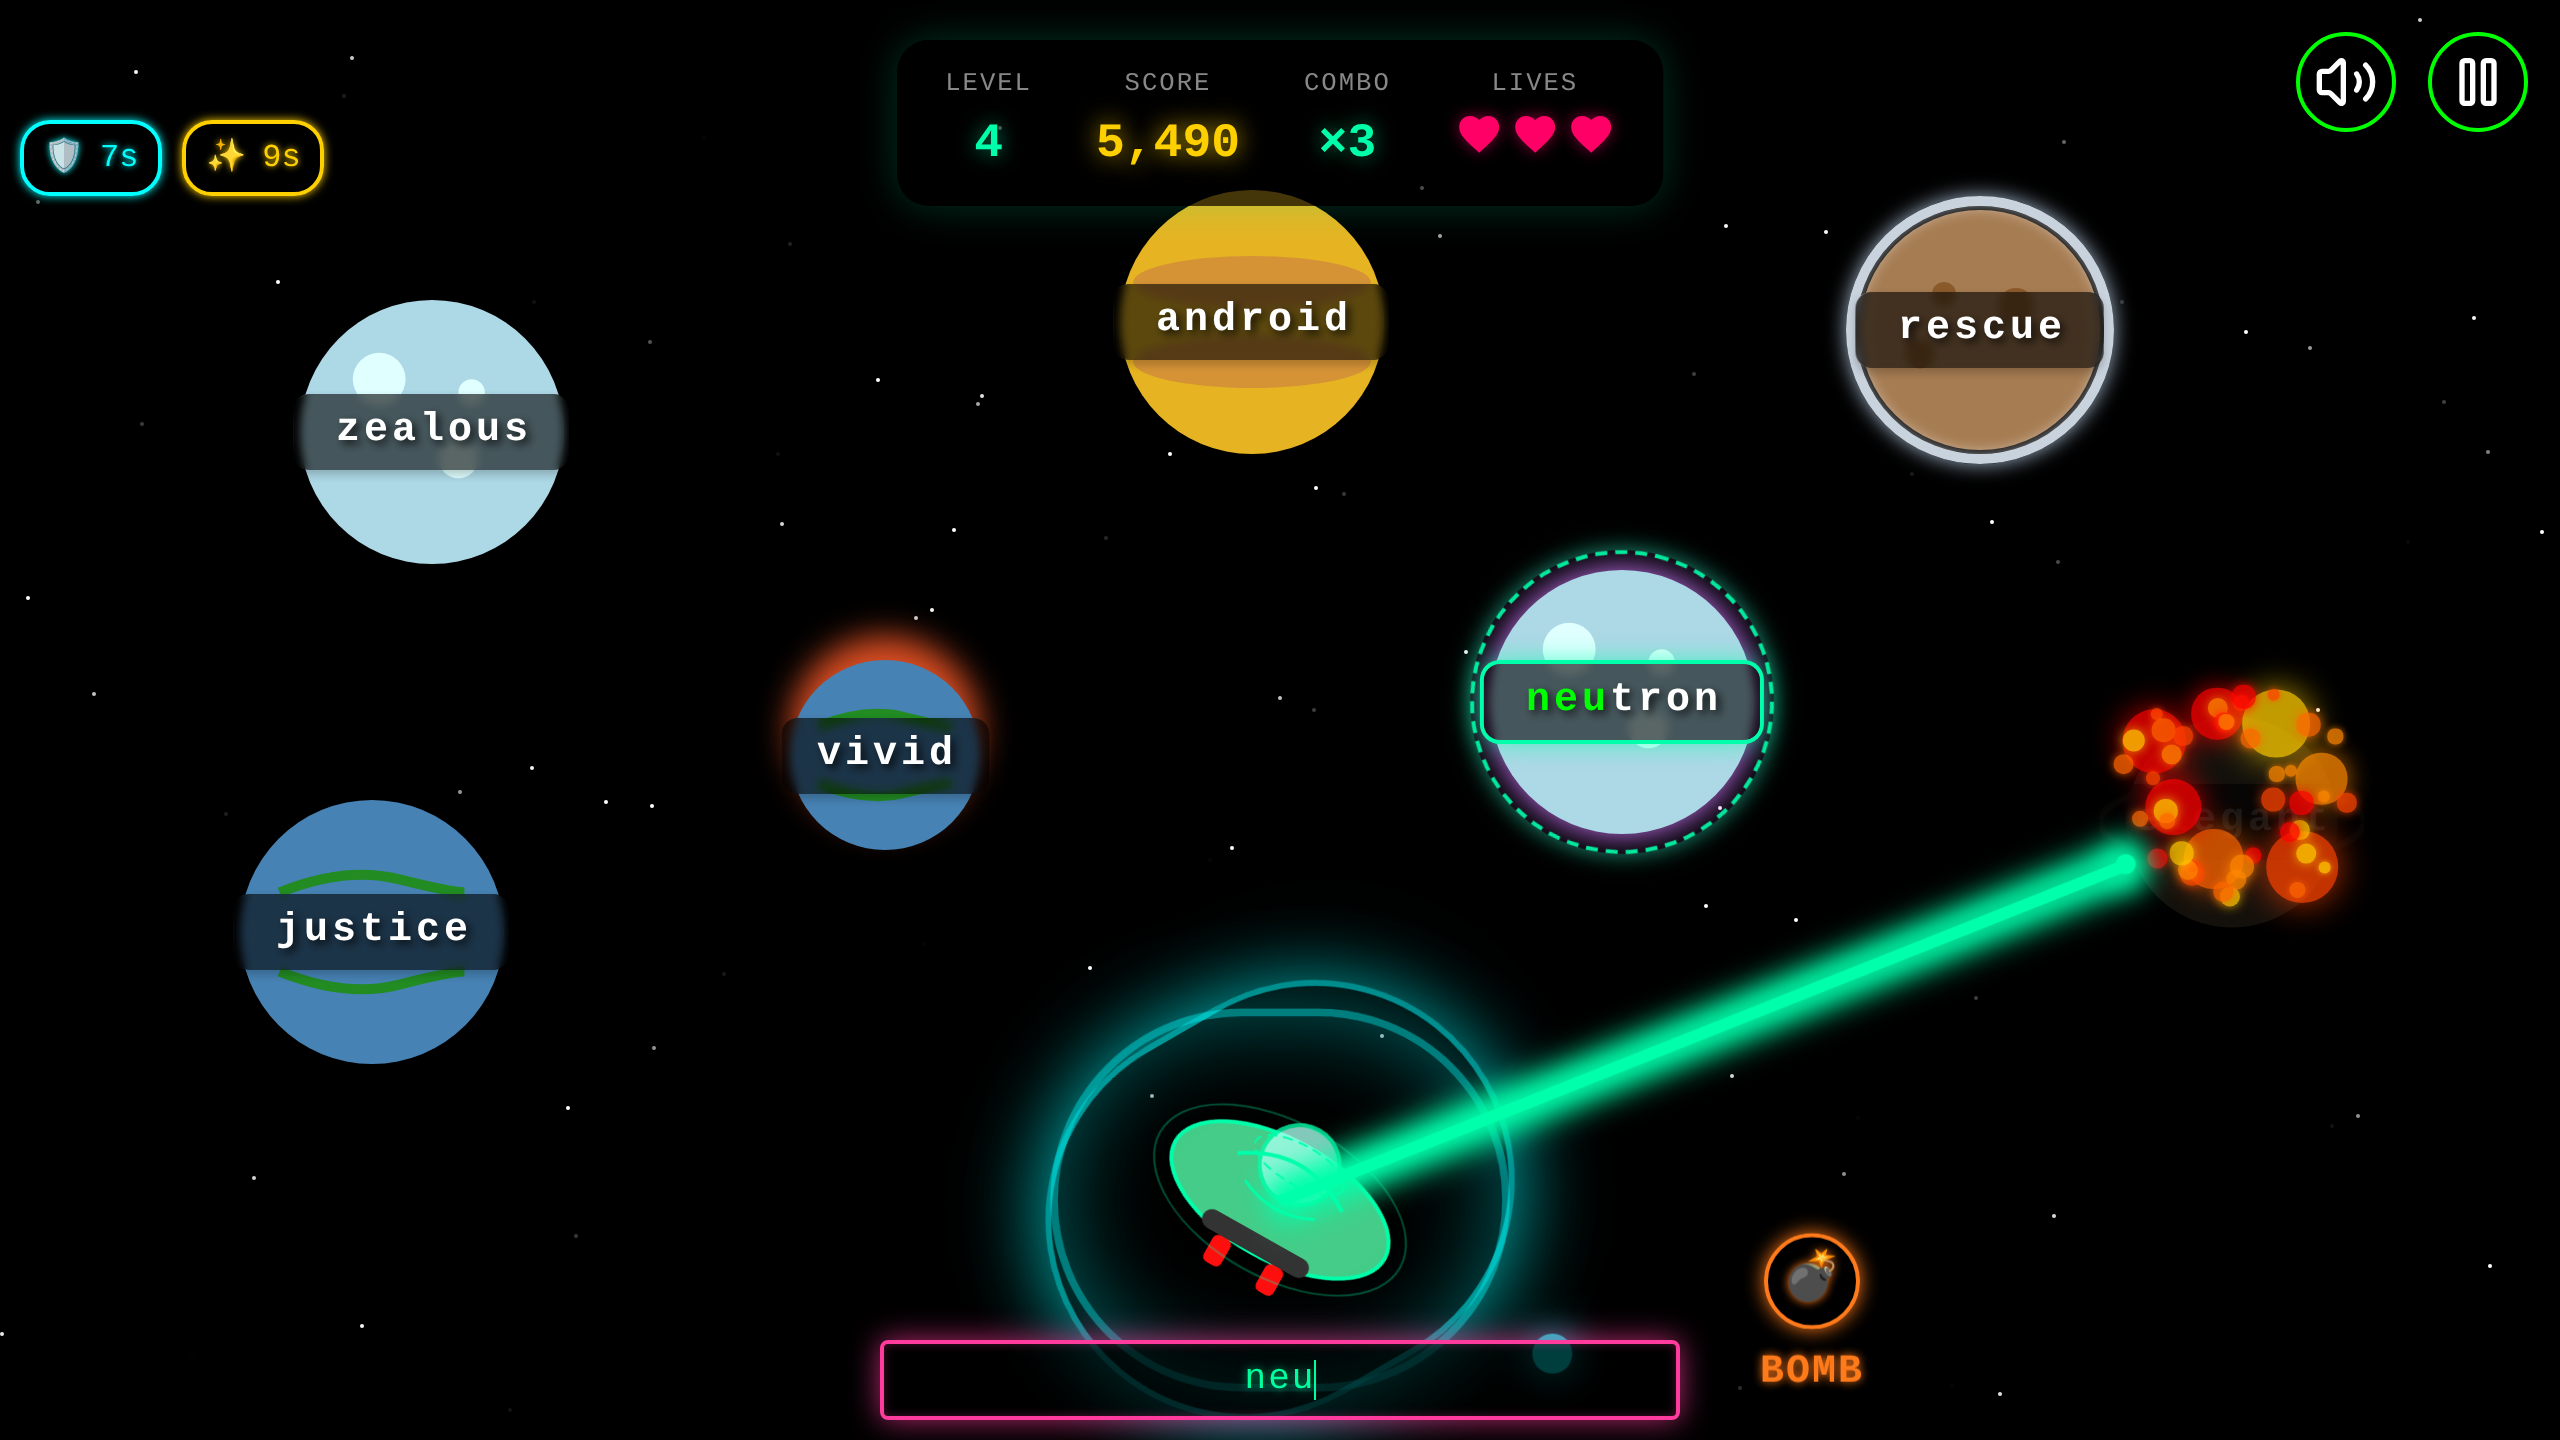 LEVEL SCORE COMBO LIVES
4 5,490 ×3
7s 9s
android
rescue
zealous
neutron
vivid
justice
neu
BOMB